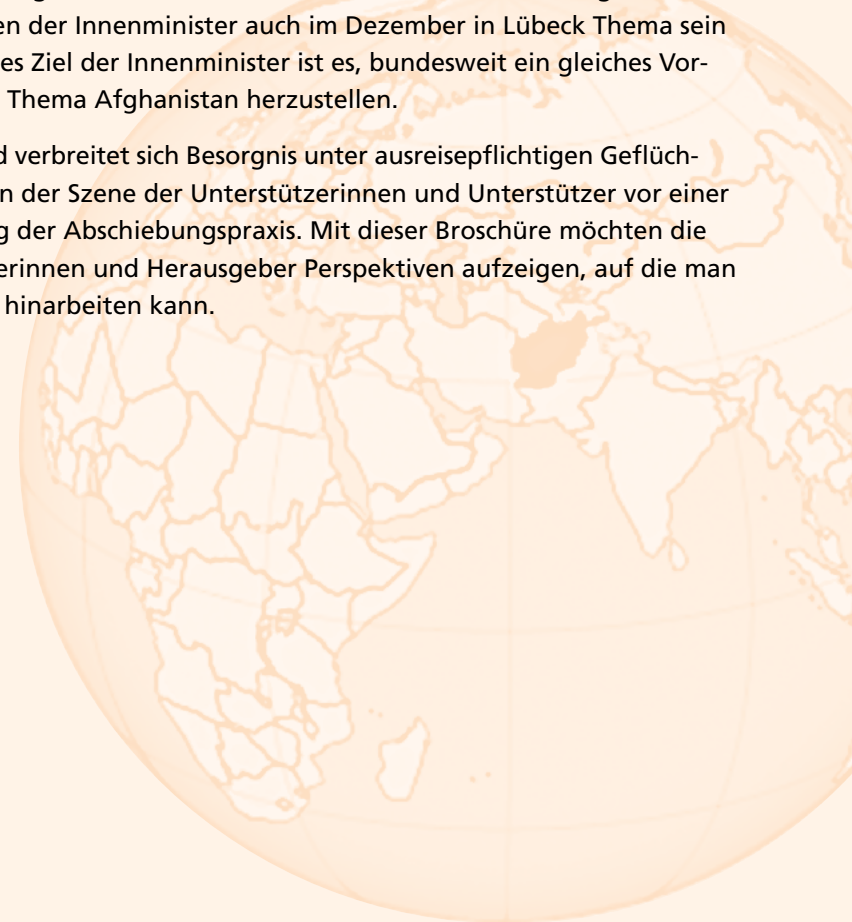 en der Innenminister auch im Dezember in Lübeck Thema sein
es Ziel der Innenminister ist es, bundesweit ein gleiches Vor-
Thema Afghanistan herzustellen.
d verbreitet sich Besorgnis unter ausreisepflichtigen Geflüch-
n der Szene der Unterstützerinnen und Unterstützer vor einer
g der Abschiebungspraxis. Mit dieser Broschüre möchten die
erinnen und Herausgeber Perspektiven aufzeigen, auf die man
hinarbeiten kann.